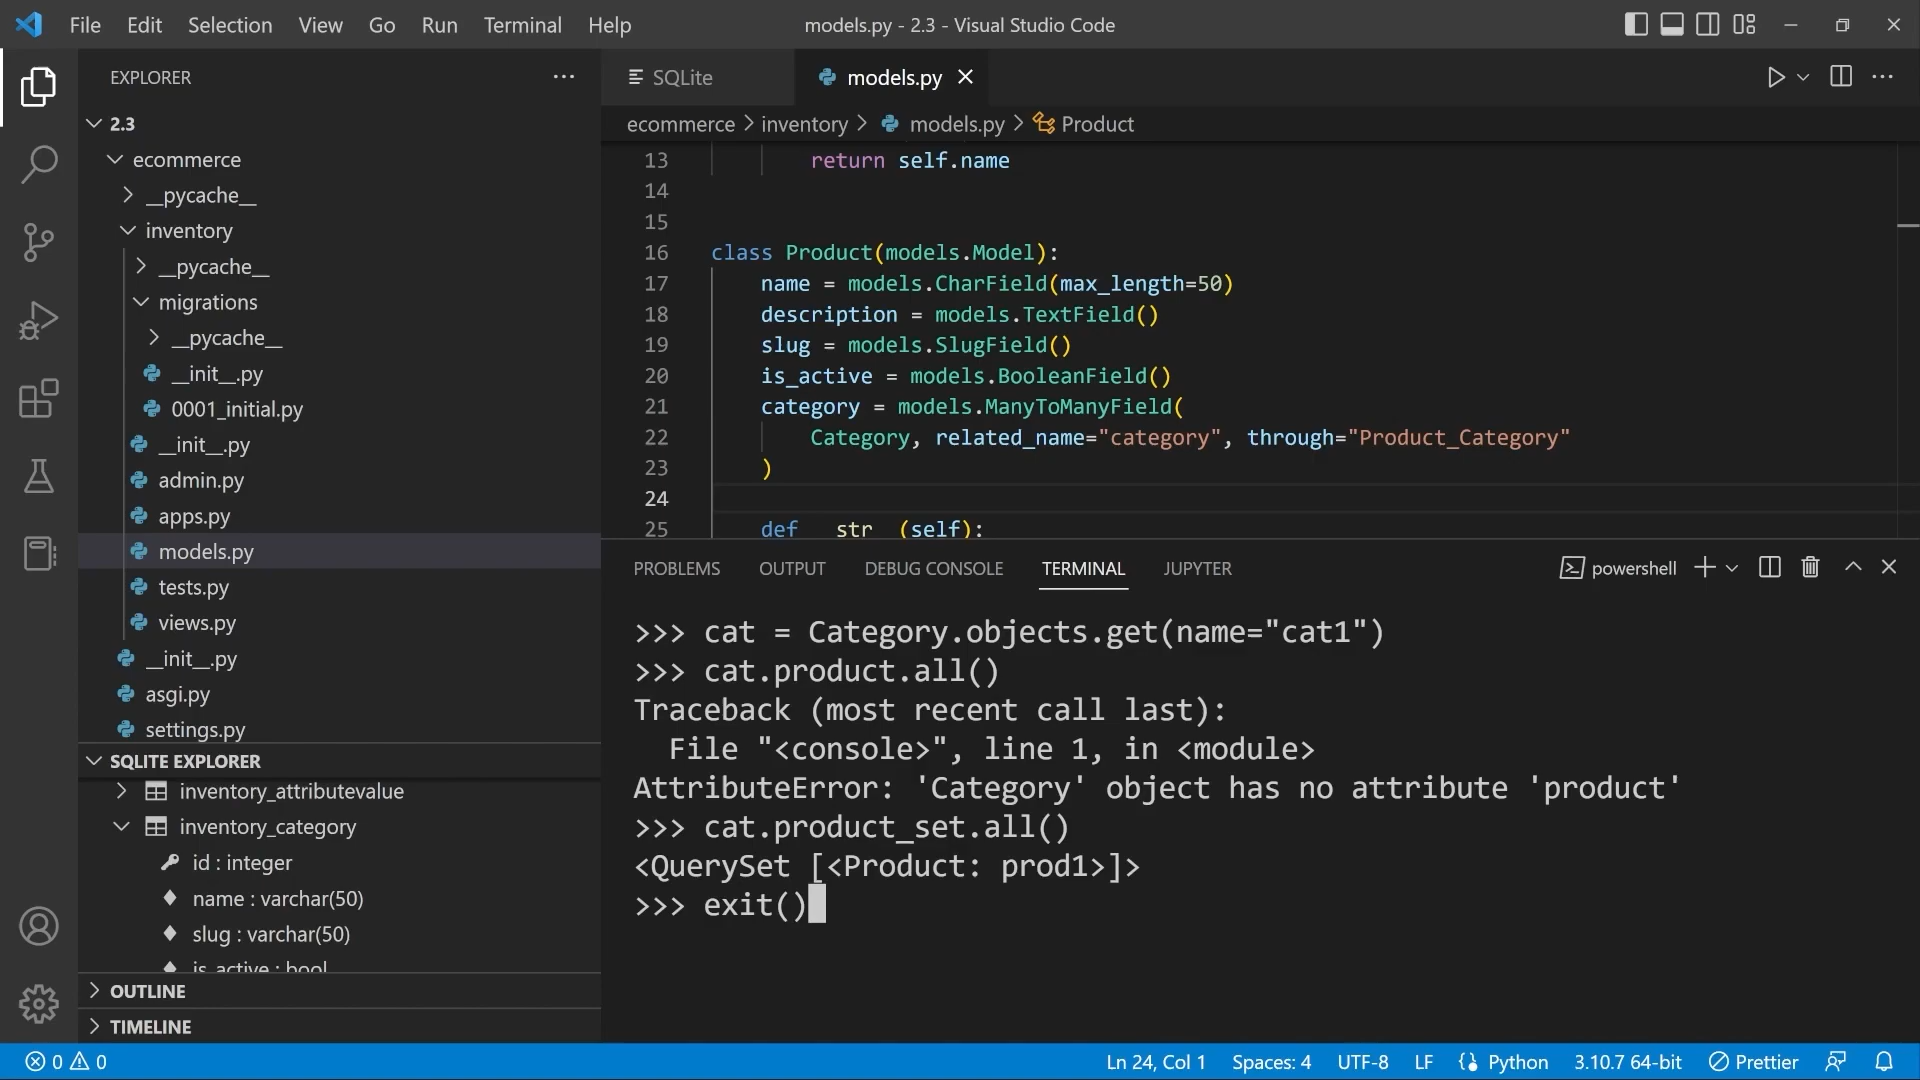 File Edit Selection View Go Run Terminal Help
models.py - 2.3 - Visual Studio Code
EXPLORER
2.3
ecommerce
__pycache__
inventory
__pycache__
migrations
__pycache__
__init__.py
0001_initial.py
__init__.py
admin.py
apps.py
models.py
tests.py
views.py
__init__.py
asgi.py
settings.py
SQLITE EXPLORER
inventory_attributevalue
inventory_category
id : integer
name : varchar(50)
slug : varchar(50)
is_active : bool
OUTLINE
TIMELINE
SQLite
models.py
ecommerce > inventory > models.py > Product
13 return self.name
14
15
16 class Product(models.Model):
17 name = models.CharField(max_length=50)
18 description = models.TextField()
19 slug = models.SlugField()
20 is_active = models.BooleanField()
21 category = models.ManyToManyField(
22 Category, related_name="category", through="Product_Category"
23 )
24
25 def __str__(self):
PROBLEMS OUTPUT DEBUG CONSOLE TERMINAL JUPYTER
powershell
>>> cat = Category.objects.get(name="cat1")
>>> cat.product.all()
Traceback (most recent call last):
File "<console>", line 1, in <module>
AttributeError: 'Category' object has no attribute 'product'
>>> cat.product_set.all()
<QuerySet [<Product: prod1>]>
>>> exit()
0 0
Ln 24, Col 1 Spaces: 4 UTF-8 LF Python 3.10.7 64-bit Prettier